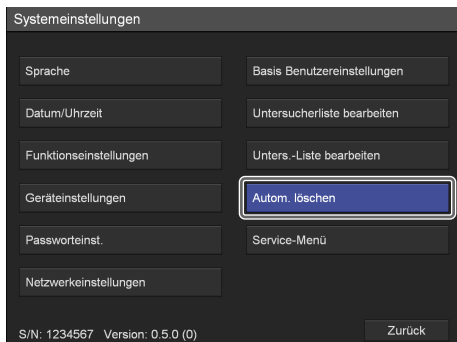 Systemeinstellungen
Sprache
Basis Benutzereinstellungen
Datum/Uhrzeit
Untersucherliste bearbeiten
Funktionseinstellungen
Unters.-Liste bearbeiten
Geräteinstellungen
Autom. löschen
Passworteinst.
Service-Menü
Netzwerkeinstellungen
S/N: 1234567 Version: 0.5.0 (0)
Zurück